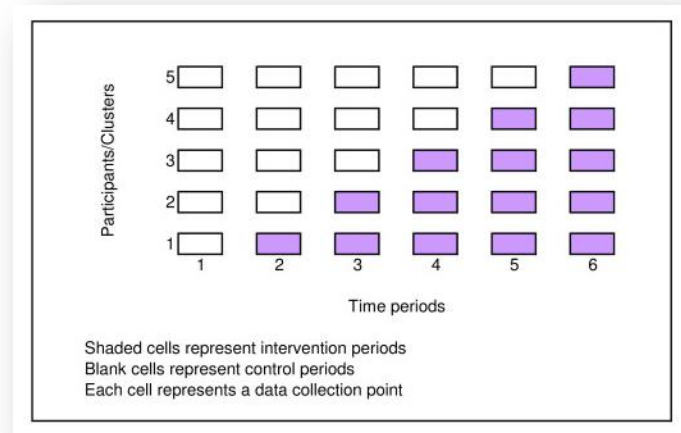 Participants/Clusters
5
4
3
2
1
1 2 3 4 5 6
Time periods
Shaded cells represent intervention periods
Blank cells represent control periods
Each cell represents a data collection point